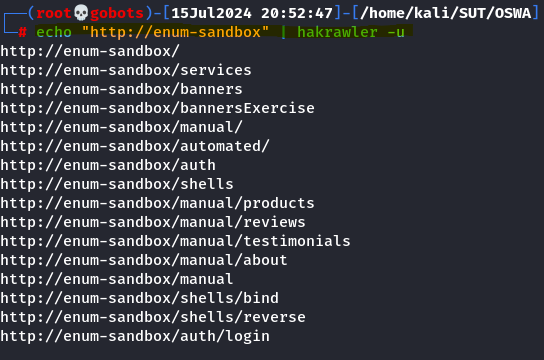 ┌──(root💀gobots)-[15Jul2024 20:52:47]-[/home/kali/SUT/OSWA]
└─# echo "http://enum-sandbox" | hakrawler -u
http://enum-sandbox/
http://enum-sandbox/services
http://enum-sandbox/banners
http://enum-sandbox/bannersExercise
http://enum-sandbox/manual/
http://enum-sandbox/automated/
http://enum-sandbox/auth
http://enum-sandbox/shells
http://enum-sandbox/manual/products
http://enum-sandbox/manual/reviews
http://enum-sandbox/manual/testimonials
http://enum-sandbox/manual/about
http://enum-sandbox/manual
http://enum-sandbox/shells/bind
http://enum-sandbox/shells/reverse
http://enum-sandbox/auth/login